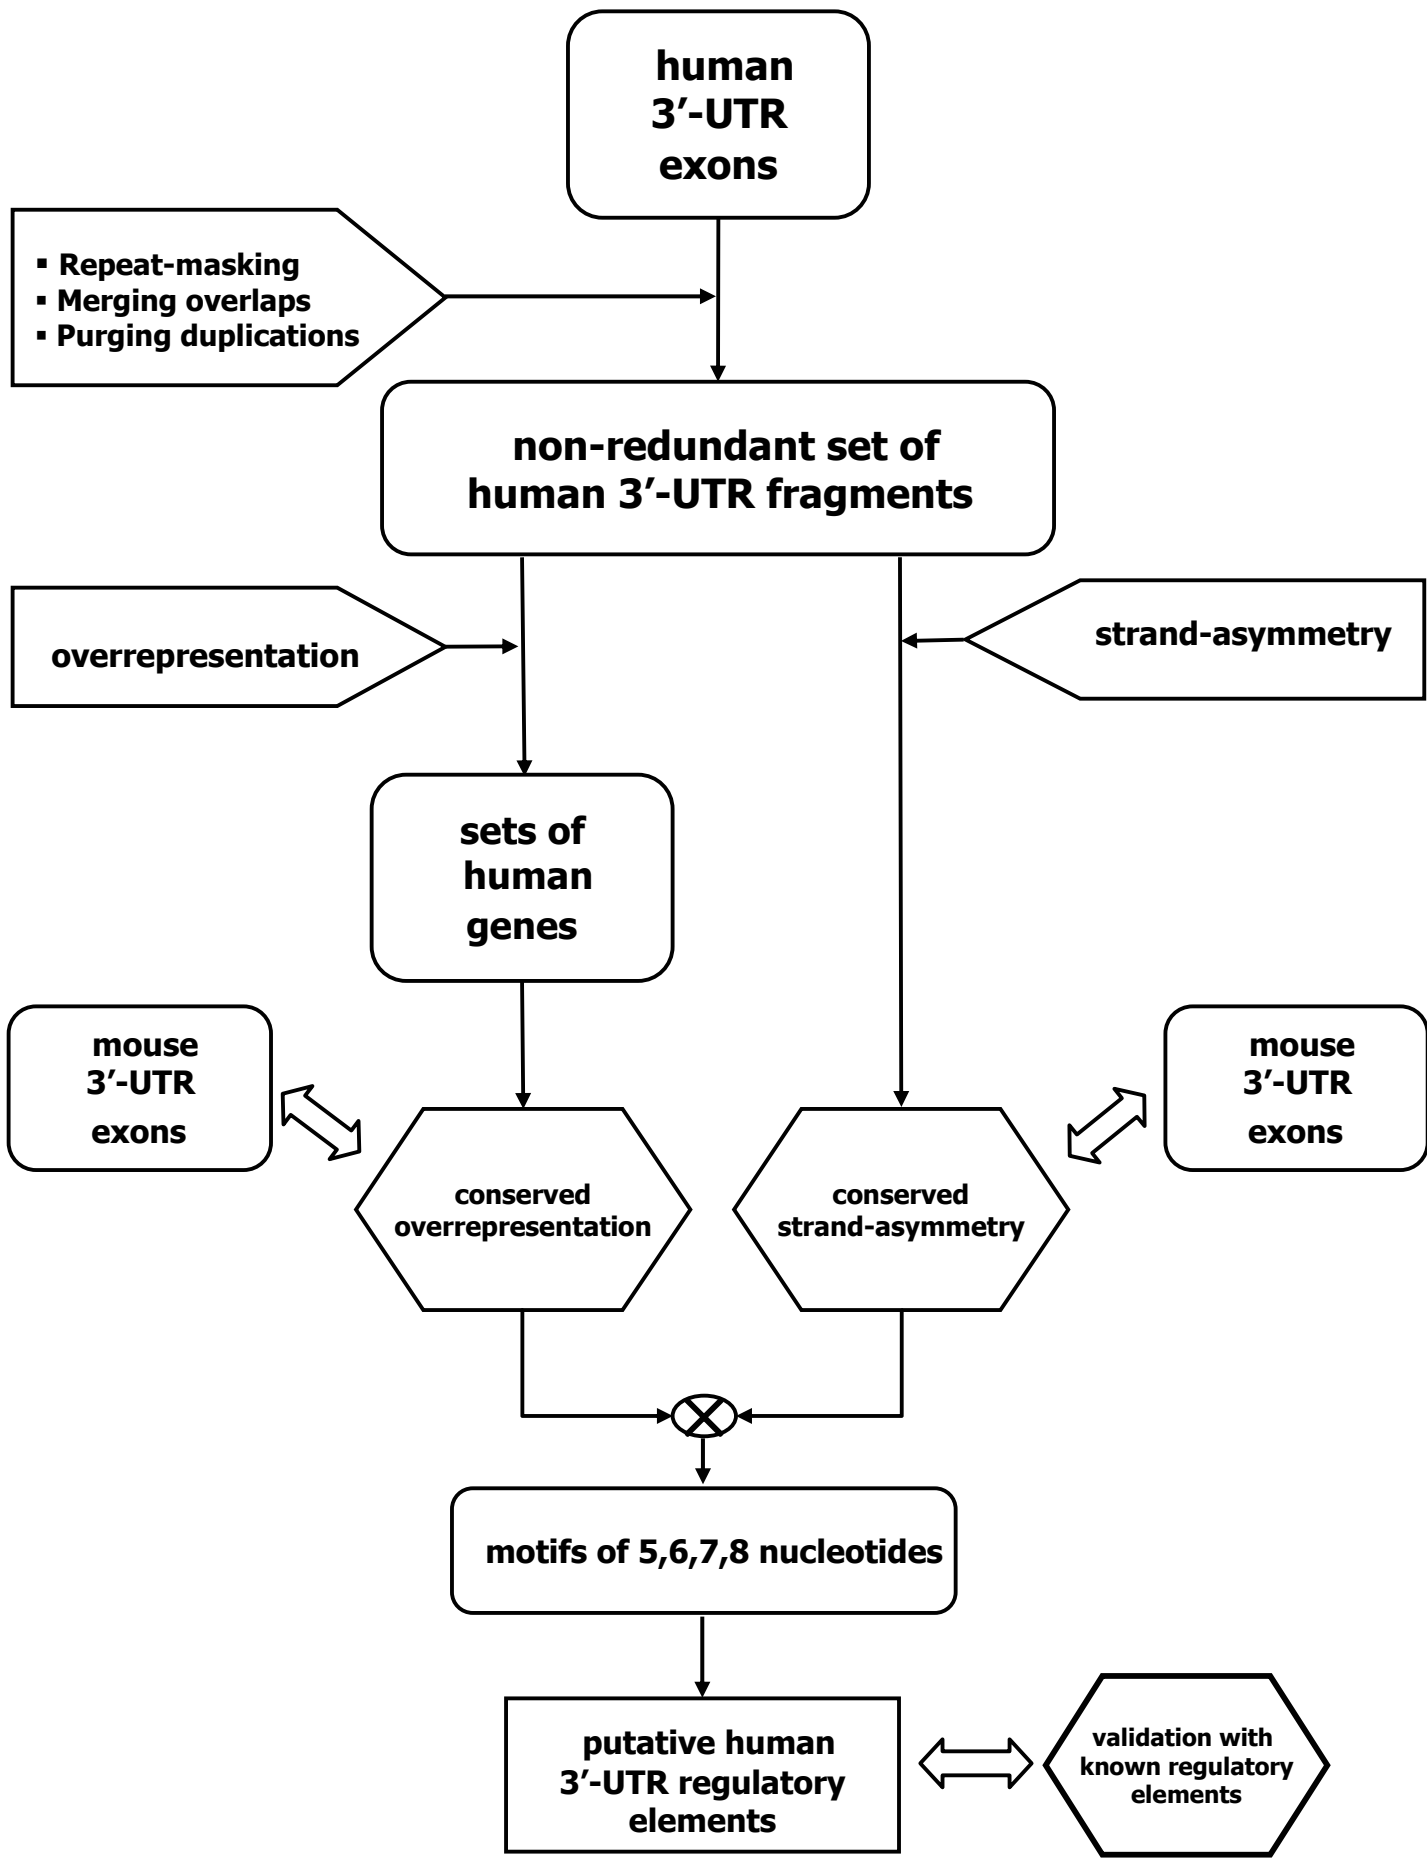 human
3′-UTR
exons
▪ Repeat-masking
▪ Merging overlaps
▪ Purging duplications
non-redundant set of
human 3′-UTR fragments
overrepresentation
strand-asymmetry
sets of
human
genes
mouse
3′-UTR
exons
mouse
3′-UTR
exons
conserved
overrepresentation
conserved
strand-asymmetry
motifs of 5,6,7,8 nucleotides
putative human
3′-UTR regulatory
elements
validation with
known regulatory
elements